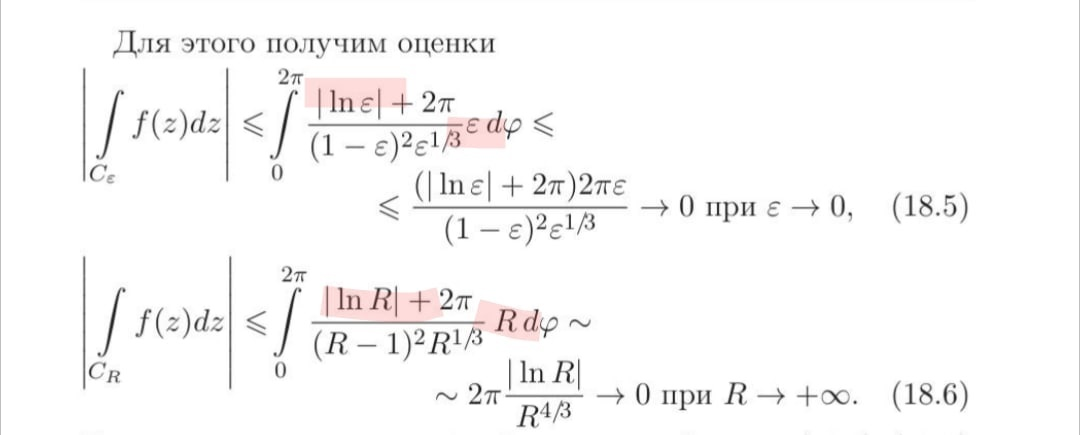 Для этого получим оценки
$$\left|\int\limits_{C_\varepsilon} f(z)dz\right| \leqslant \int\limits_0^{2\pi} \frac{|\ln \varepsilon| + 2\pi}{(1-\varepsilon)^2\varepsilon^{1/3}} \varepsilon \, d\varphi \leqslant$$
$$\leqslant \frac{(|\ln \varepsilon| + 2\pi)2\pi\varepsilon}{(1-\varepsilon)^2\varepsilon^{1/3}} \to 0 \text{ при } \varepsilon \to 0, \quad (18.5)$$
$$\left|\int\limits_{C_R} f(z)dz\right| \leqslant \int\limits_0^{2\pi} \frac{|\ln R| + 2\pi}{(R-1)^2R^{1/3}} R \, d\varphi \sim$$
$$\sim 2\pi \frac{|\ln R|}{R^{4/3}} \to 0 \text{ при } R \to +\infty. \quad (18.6)$$